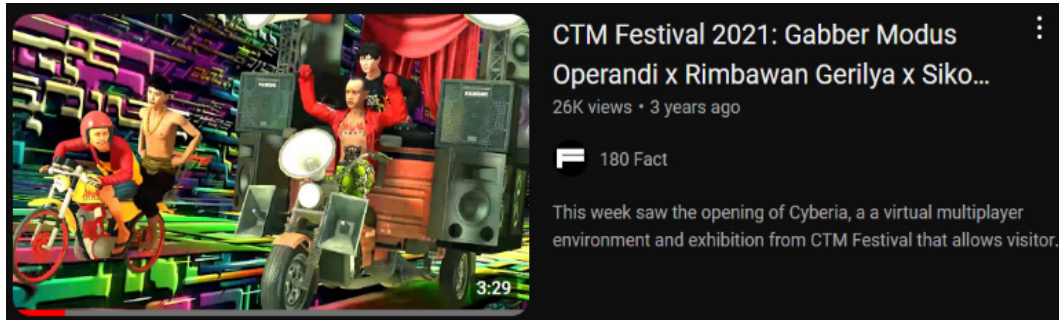 CTM Festival 2021: Gabber Modus
Operandi x Rimbawan Gerilya x Siko...
26K views • 3 years ago
180 Fact
This week saw the opening of Cyberia, a a virtual multiplayer
environment and exhibition from CTM Festival that allows visitor.
3:29